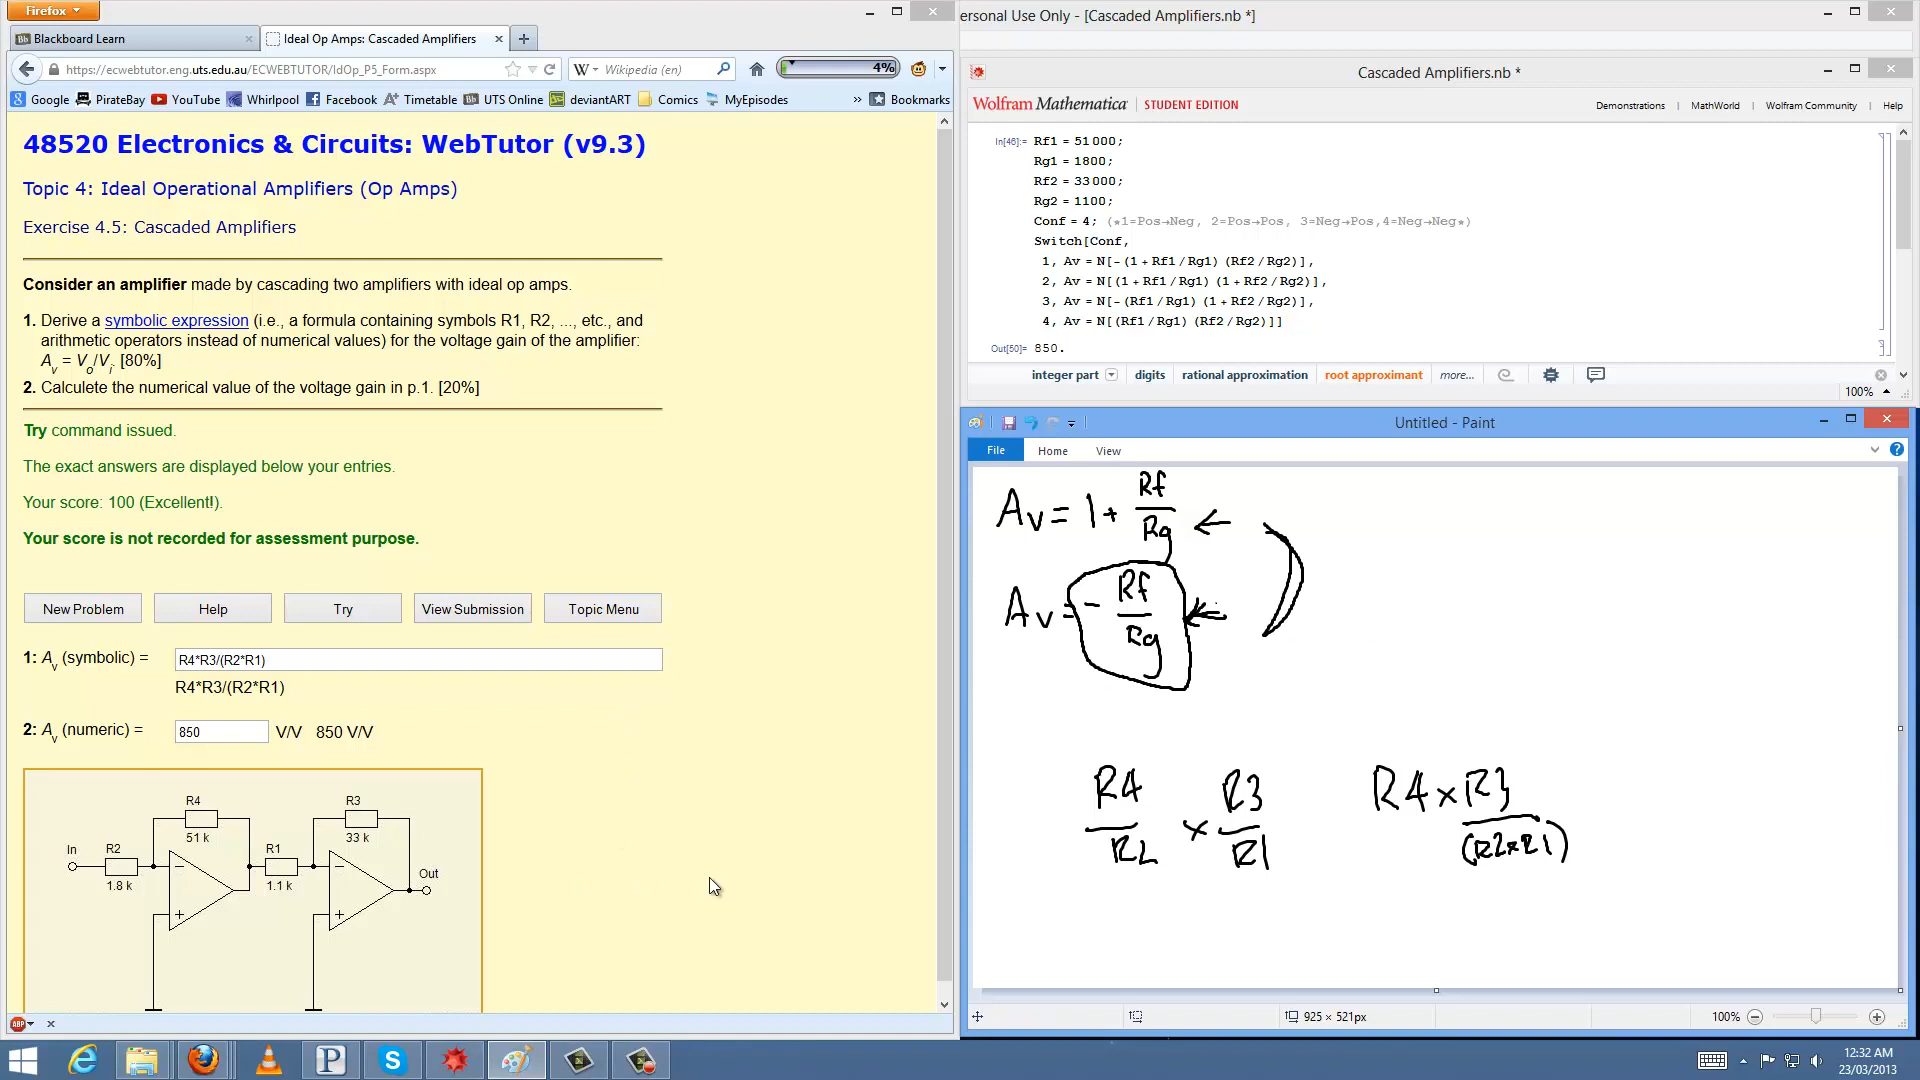 Firefox
Blackboard Learn
Ideal Op Amps: Cascaded Amplifiers
https://ecwebtutor.eng.uts.edu.au/ECWEBTUTOR/IdOp_P5_Form.aspx
Wikipedia (en)
4%
Google PirateBay YouTube Whirlpool Facebook Timetable UTS Online deviantART Comics MyEpisodes » Bookmarks
48520 Electronics & Circuits: WebTutor (v9.3)
Topic 4: Ideal Operational Amplifiers (Op Amps)
Exercise 4.5: Cascaded Amplifiers
Consider an amplifier made by cascading two amplifiers with ideal op amps.
1. Derive a symbolic expression (i.e., a formula containing symbols R1, R2, ..., etc., and
arithmetic operators instead of numerical values) for the voltage gain of the amplifier:
Av = Vo/Vi. [80%]
2. Calculete the numerical value of the voltage gain in p.1. [20%]
Try command issued.
The exact answers are displayed below your entries.
Your score: 100 (Excellent!).
Your score is not recorded for assessment purpose.
New Problem Help Try View Submission Topic Menu
1: Av (symbolic) = R4*R3/(R2*R1)
R4*R3/(R2*R1)
2: Av (numeric) = 850 V/V 850 V/V
R4 R3
51 k 33 k
In R2 R1
− −
1.8 k 1.1 k Out
+ +
ABP
ersonal Use Only - [Cascaded Amplifiers.nb *]
Cascaded Amplifiers.nb *
Wolfram Mathematica | STUDENT EDITION
Demonstrations | MathWorld | Wolfram Community | Help
In[46]:= Rf1 = 51000;
Rg1 = 1800;
Rf2 = 33000;
Rg2 = 1100;
Conf = 4; (*1=Pos→Neg, 2=Pos→Pos, 3=Neg→Pos,4=Neg→Neg*)
Switch[Conf,
1, Av = N[-(1 + Rf1/Rg1) (Rf2/Rg2)],
2, Av = N[(1 + Rf1/Rg1) (1 + Rf2/Rg2)],
3, Av = N[-(Rf1/Rg1) (1 + Rf2/Rg2)],
4, Av = N[(Rf1/Rg1) (Rf2/Rg2)]]
Out[50]= 850.
integer part digits rational approximation root approximant more...
100%
Untitled - Paint
File Home View
Av = 1 + Rf
Rg ←
Av = - Rf
Rg ←
R4 × R3 R4 × R3
R2 R1 (R2×R1)
925 × 521px 100%
12:32 AM
23/03/2013